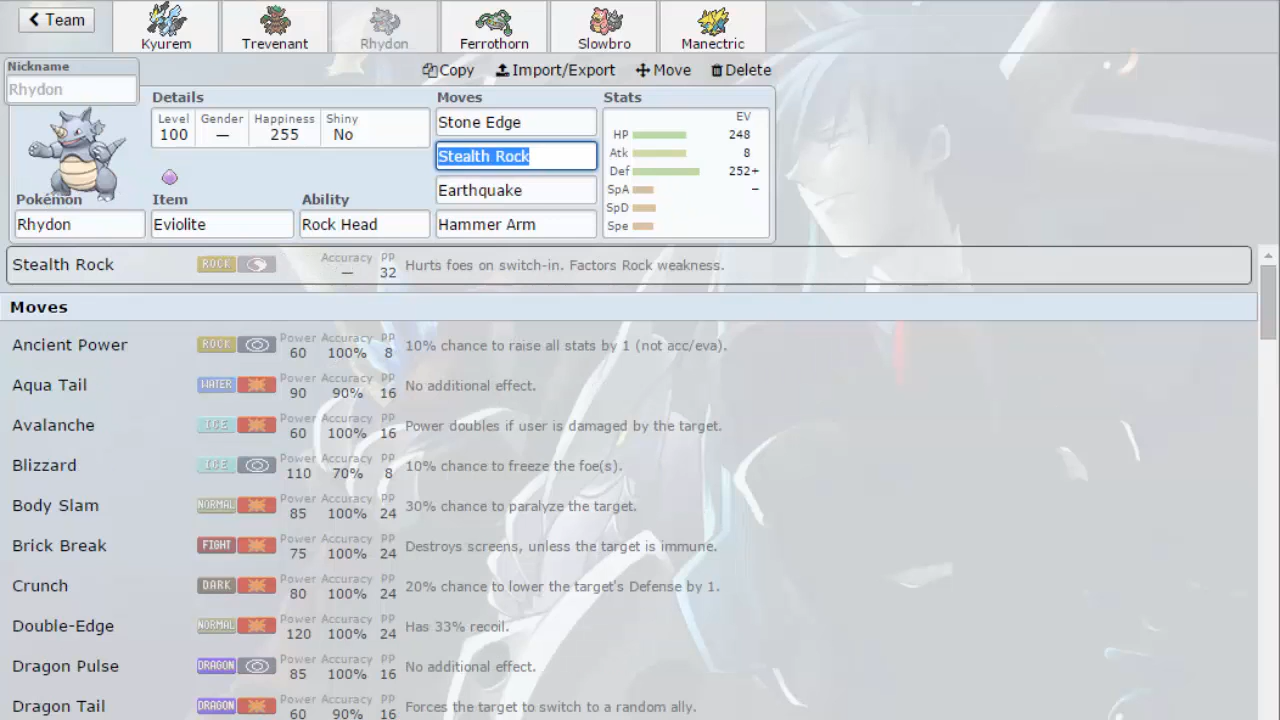 Team
Kyurem
Trevenant
Rhydon
Ferrothorn
Slowbro
Manectric
Copy Import/Export Move Delete
Nickname
Rhydon
Details
Level
100
Gender
—
Happiness
255
Shiny
No
Pokémon
Rhydon
Item
Eviolite
Ability
Rock Head
Moves
Stone Edge
Stealth Rock
Earthquake
Hammer Arm
Stats
EV
HP 248
Atk 8
Def 252+
SpA –
SpD
Spe
Stealth Rock ROCK Accuracy — PP 32 Hurts foes on switch-in. Factors Rock weakness.
Moves
Ancient Power ROCK Power 60 Accuracy 100% PP 8 10% chance to raise all stats by 1 (not acc/eva).
Aqua Tail WATER Power 90 Accuracy 90% PP 16 No additional effect.
Avalanche ICE Power 60 Accuracy 100% PP 16 Power doubles if user is damaged by the target.
Blizzard ICE Power 110 Accuracy 70% PP 8 10% chance to freeze the foe(s).
Body Slam NORMAL Power 85 Accuracy 100% PP 24 30% chance to paralyze the target.
Brick Break FIGHT Power 75 Accuracy 100% PP 24 Destroys screens, unless the target is immune.
Crunch DARK Power 80 Accuracy 100% PP 24 20% chance to lower the target's Defense by 1.
Double-Edge NORMAL Power 120 Accuracy 100% PP 24 Has 33% recoil.
Dragon Pulse DRAGON Power 85 Accuracy 100% PP 16 No additional effect.
Dragon Tail DRAGON Power 60 Accuracy 90% PP 16 Forces the target to switch to a random ally.